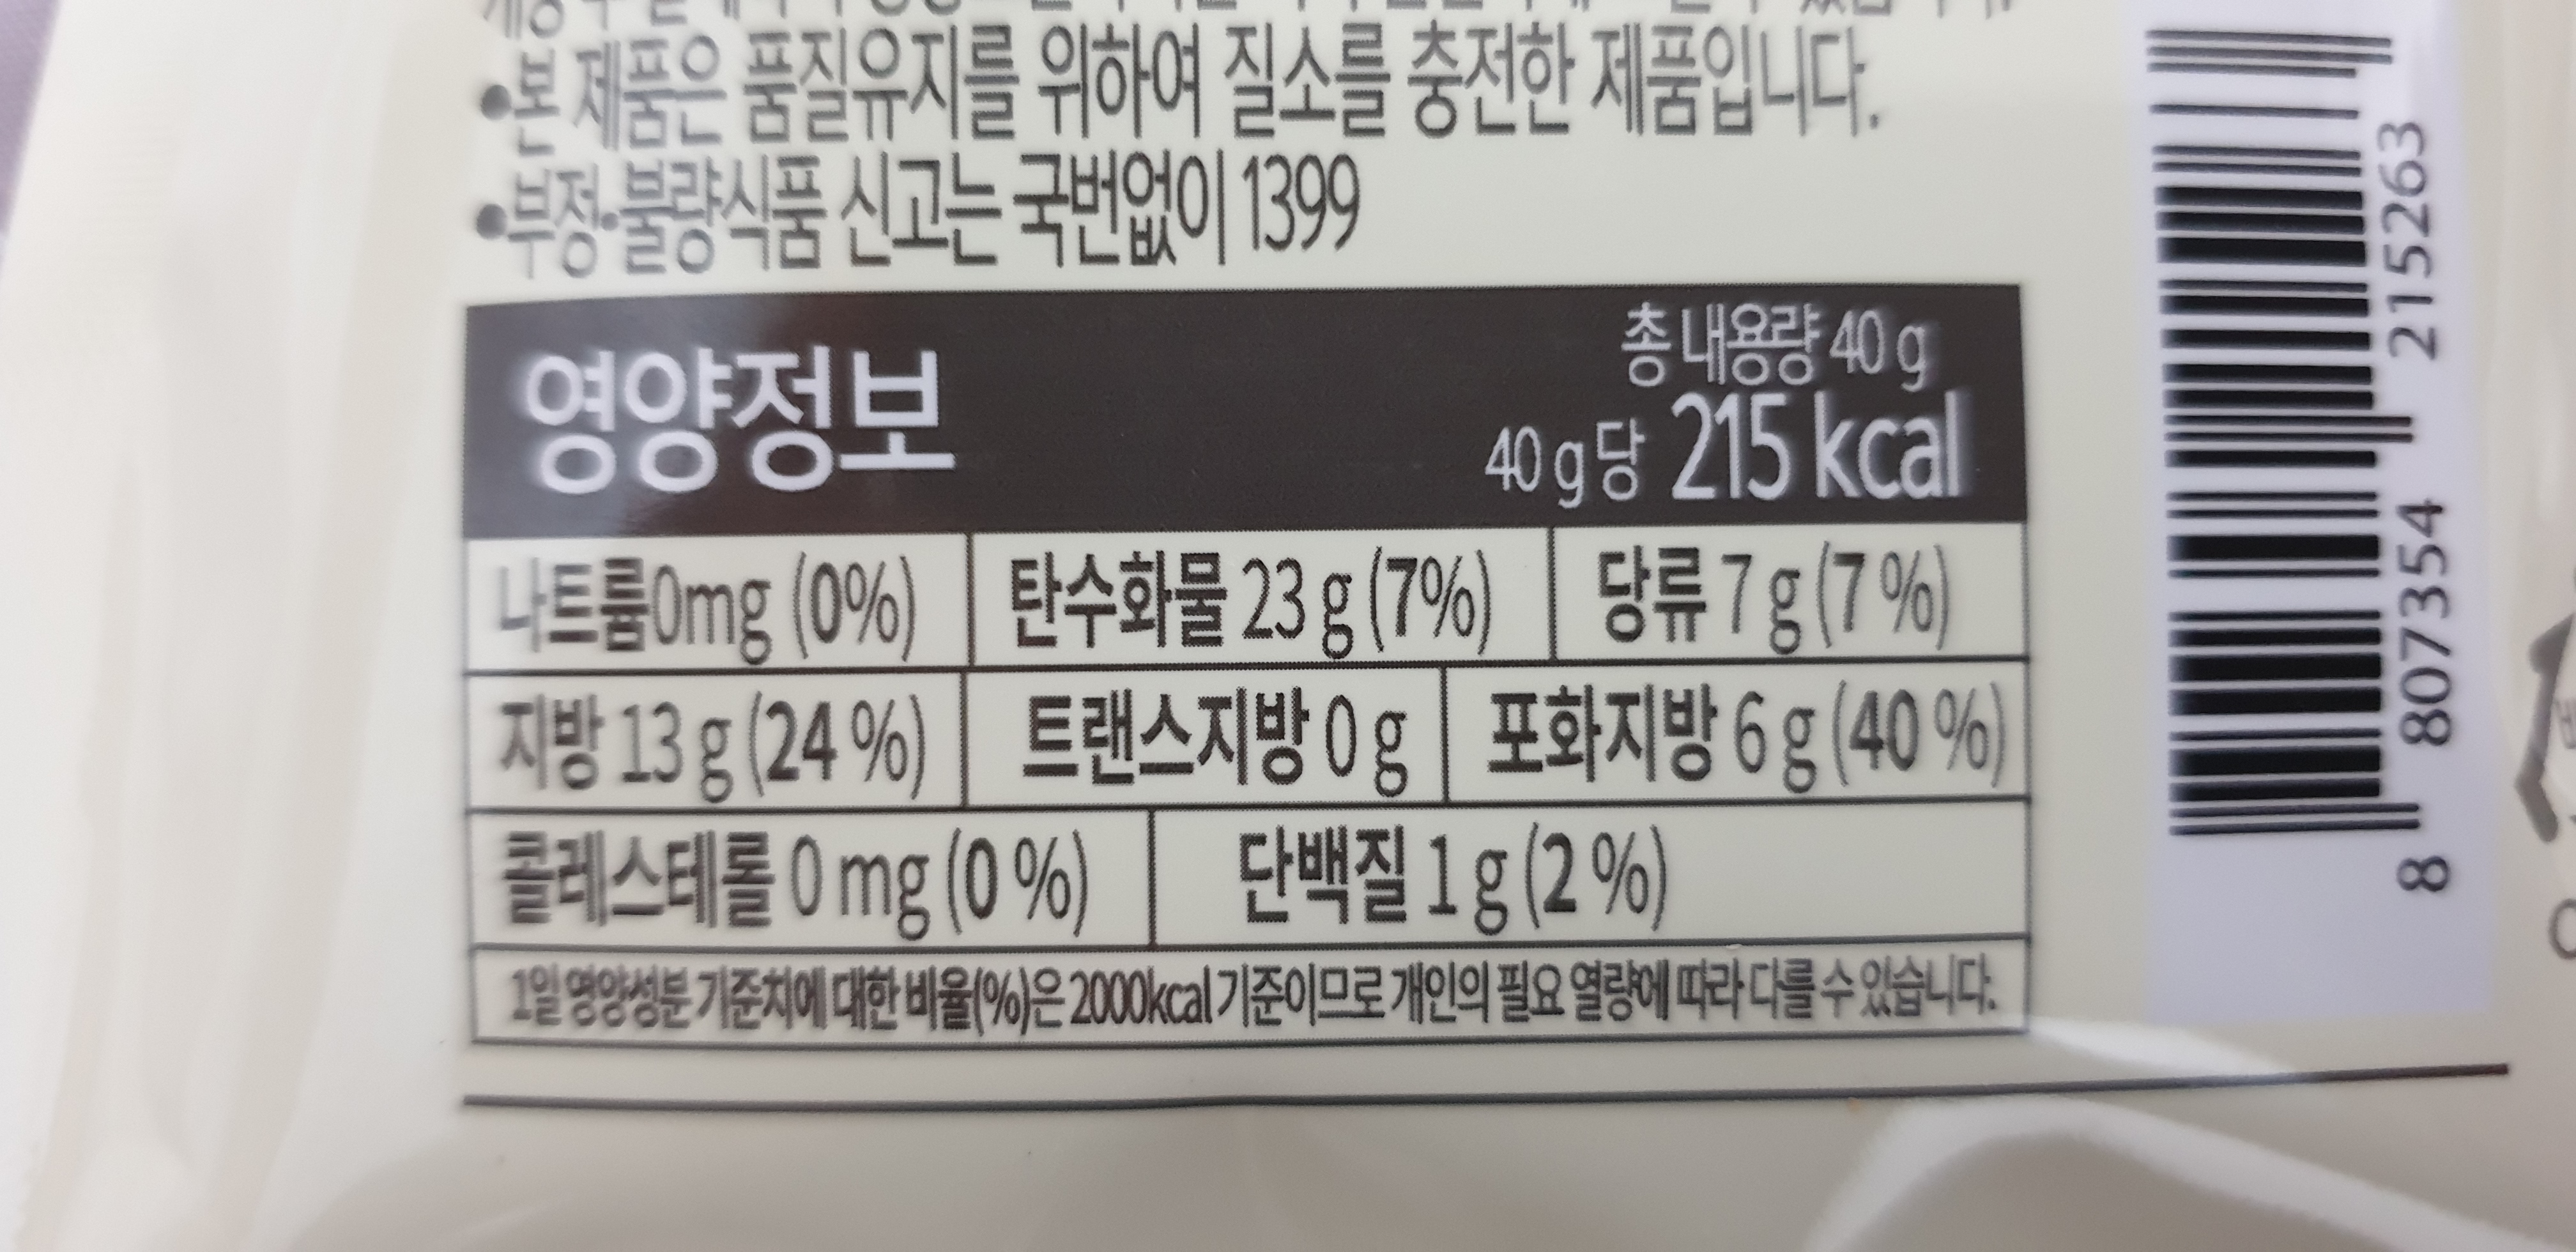 •본 제품은 품질유지를 위하여 질소를 충전한 제품입니다.
•부정·불량식품 신고는 국번없이 1399
영양정보
총 내용량 40 g
40 g당 215 kcal
나트륨0mg (0%) 탄수화물 23 g (7%) 당류 7 g (7 %)
지방 13 g (24 %) 트랜스지방 0 g 포화지방 6 g (40 %)
콜레스테롤 0 mg (0 %) 단백질 1 g (2 %)
1일 영양성분 기준치에 대한 비율(%)은 2000kcal 기준이므로 개인의 필요 열량에 따라 다를 수 있습니다.
8 807354 215263